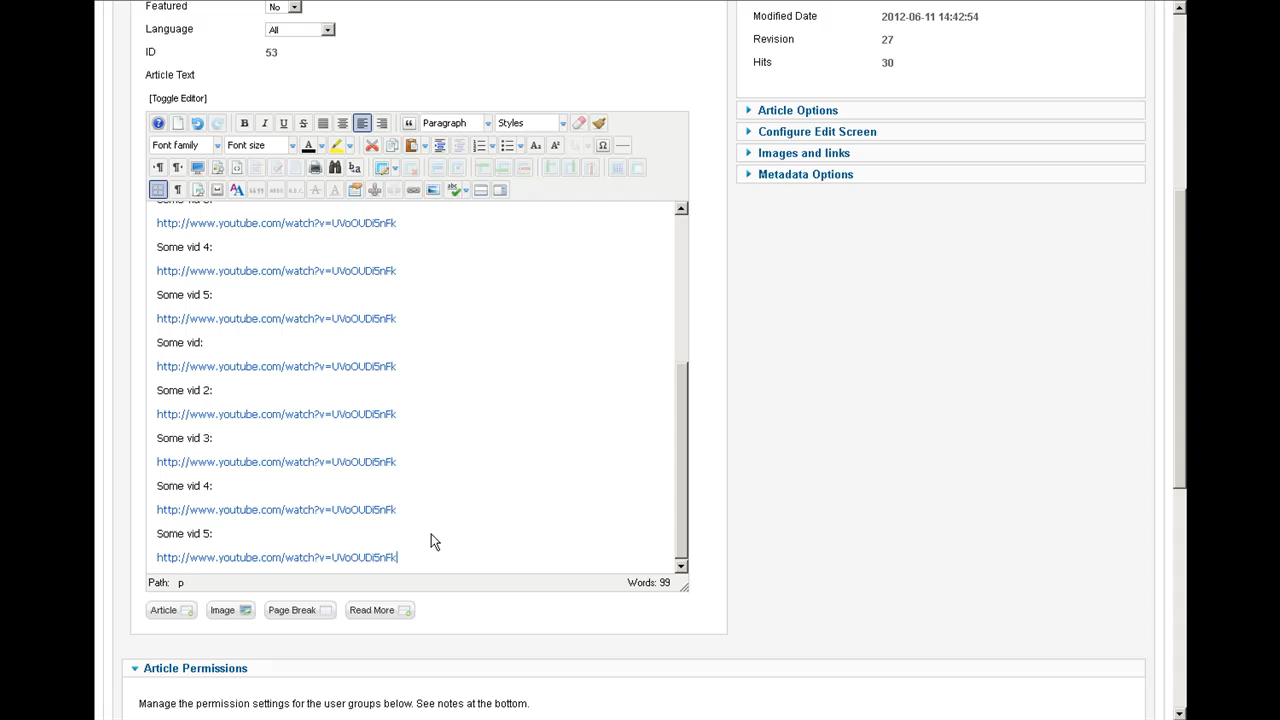 Featured No
Modified Date 2012-06-11 14:42:54
Language All
Revision 27
ID 53
Hits 30
Article Text
[Toggle Editor]
Article Options
B I U S Paragraph Styles
Configure Edit Screen
Font family Font size
Images and links
Metadata Options
http://www.youtube.com/watch?v=UVoOUDi5nFk
Some vid 4:
http://www.youtube.com/watch?v=UVoOUDi5nFk
Some vid 5:
http://www.youtube.com/watch?v=UVoOUDi5nFk
Some vid:
http://www.youtube.com/watch?v=UVoOUDi5nFk
Some vid 2:
http://www.youtube.com/watch?v=UVoOUDi5nFk
Some vid 3:
http://www.youtube.com/watch?v=UVoOUDi5nFk
Some vid 4:
http://www.youtube.com/watch?v=UVoOUDi5nFk
Some vid 5:
http://www.youtube.com/watch?v=UVoOUDi5nFk
Path: p Words: 99
Article Image Page Break Read More
Article Permissions
Manage the permission settings for the user groups below. See notes at the bottom.